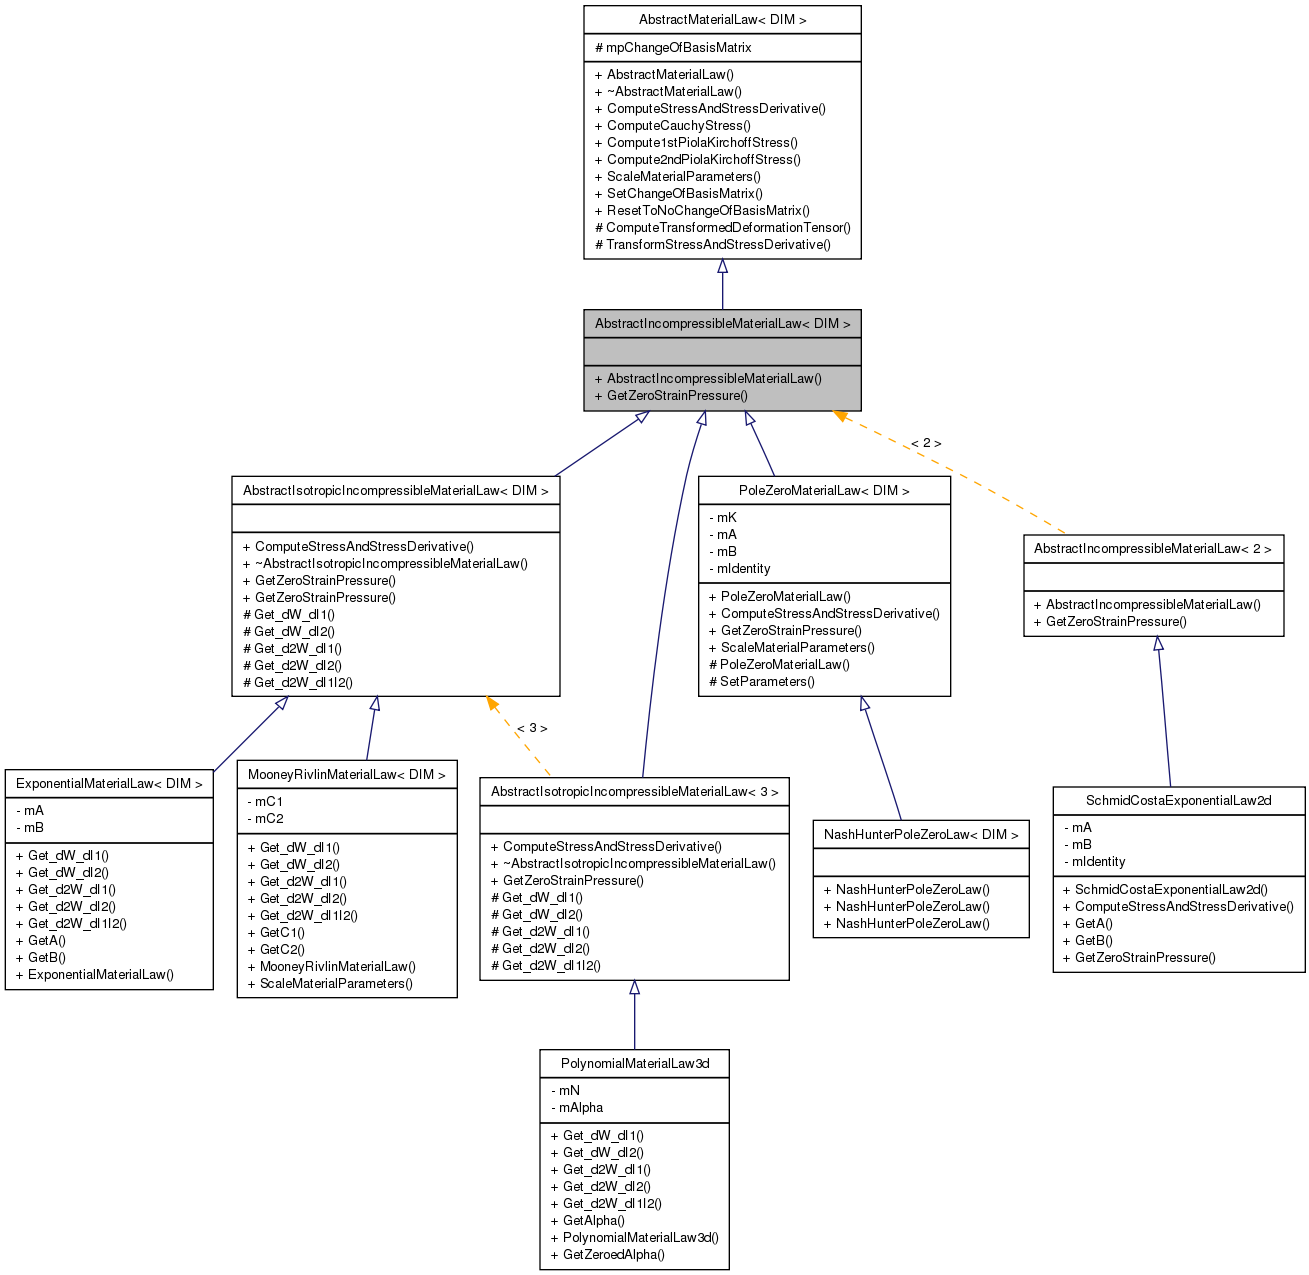 AbstractMaterialLaw< DIM >
# mpChangeOfBasisMatrix
+ AbstractMaterialLaw()
+ ~AbstractMaterialLaw()
+ ComputeStressAndStressDerivative()
+ ComputeCauchyStress()
+ Compute1stPiolaKirchoffStress()
+ Compute2ndPiolaKirchoffStress()
+ ScaleMaterialParameters()
+ SetChangeOfBasisMatrix()
+ ResetToNoChangeOfBasisMatrix()
# ComputeTransformedDeformationTensor()
# TransformStressAndStressDerivative()
AbstractIncompressibleMaterialLaw< DIM >
+ AbstractIncompressibleMaterialLaw()
+ GetZeroStrainPressure()
< 2 >
AbstractIsotropicIncompressibleMaterialLaw< DIM >
+ ComputeStressAndStressDerivative()
+ ~AbstractIsotropicIncompressibleMaterialLaw()
+ GetZeroStrainPressure()
+ GetZeroStrainPressure()
# Get_dW_dI1()
# Get_dW_dI2()
# Get_d2W_dI1()
# Get_d2W_dI2()
# Get_d2W_dI1I2()
PoleZeroMaterialLaw< DIM >
- mK
- mA
- mB
- mIdentity
+ PoleZeroMaterialLaw()
+ ComputeStressAndStressDerivative()
+ GetZeroStrainPressure()
+ ScaleMaterialParameters()
# PoleZeroMaterialLaw()
# SetParameters()
AbstractIncompressibleMaterialLaw< 2 >
+ AbstractIncompressibleMaterialLaw()
+ GetZeroStrainPressure()
< 3 >
ExponentialMaterialLaw< DIM >
- mA
- mB
+ Get_dW_dI1()
+ Get_dW_dI2()
+ Get_d2W_dI1()
+ Get_d2W_dI2()
+ Get_d2W_dI1I2()
+ GetA()
+ GetB()
+ ExponentialMaterialLaw()
MooneyRivlinMaterialLaw< DIM >
- mC1
- mC2
+ Get_dW_dI1()
+ Get_dW_dI2()
+ Get_d2W_dI1()
+ Get_d2W_dI2()
+ Get_d2W_dI1I2()
+ GetC1()
+ GetC2()
+ MooneyRivlinMaterialLaw()
+ ScaleMaterialParameters()
AbstractIsotropicIncompressibleMaterialLaw< 3 >
+ ComputeStressAndStressDerivative()
+ ~AbstractIsotropicIncompressibleMaterialLaw()
+ GetZeroStrainPressure()
# Get_dW_dI1()
# Get_dW_dI2()
# Get_d2W_dI1()
# Get_d2W_dI2()
# Get_d2W_dI1I2()
NashHunterPoleZeroLaw< DIM >
+ NashHunterPoleZeroLaw()
+ NashHunterPoleZeroLaw()
+ NashHunterPoleZeroLaw()
SchmidCostaExponentialLaw2d
- mA
- mB
- mIdentity
+ SchmidCostaExponentialLaw2d()
+ ComputeStressAndStressDerivative()
+ GetA()
+ GetB()
+ GetZeroStrainPressure()
PolynomialMaterialLaw3d
- mN
- mAlpha
+ Get_dW_dI1()
+ Get_dW_dI2()
+ Get_d2W_dI1()
+ Get_d2W_dI2()
+ Get_d2W_dI1I2()
+ GetAlpha()
+ PolynomialMaterialLaw3d()
+ GetZeroedAlpha()